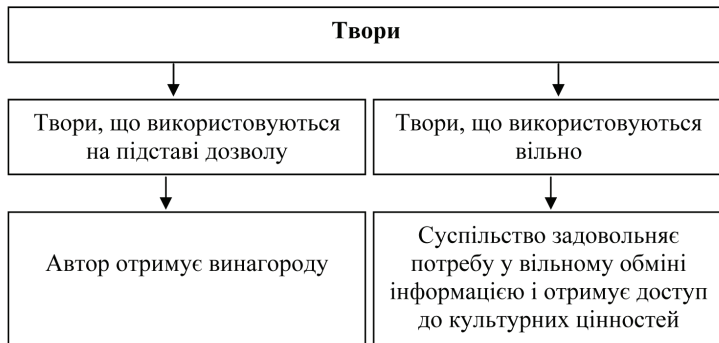 Твори
Твори, що використовуються
на підставі дозволу
Твори, що використовуються
вільно
Автор отримує винагороду
Суспільство задовольняє
потребу у вільному обміні
інформацією і отримує доступ
до культурних цінностей